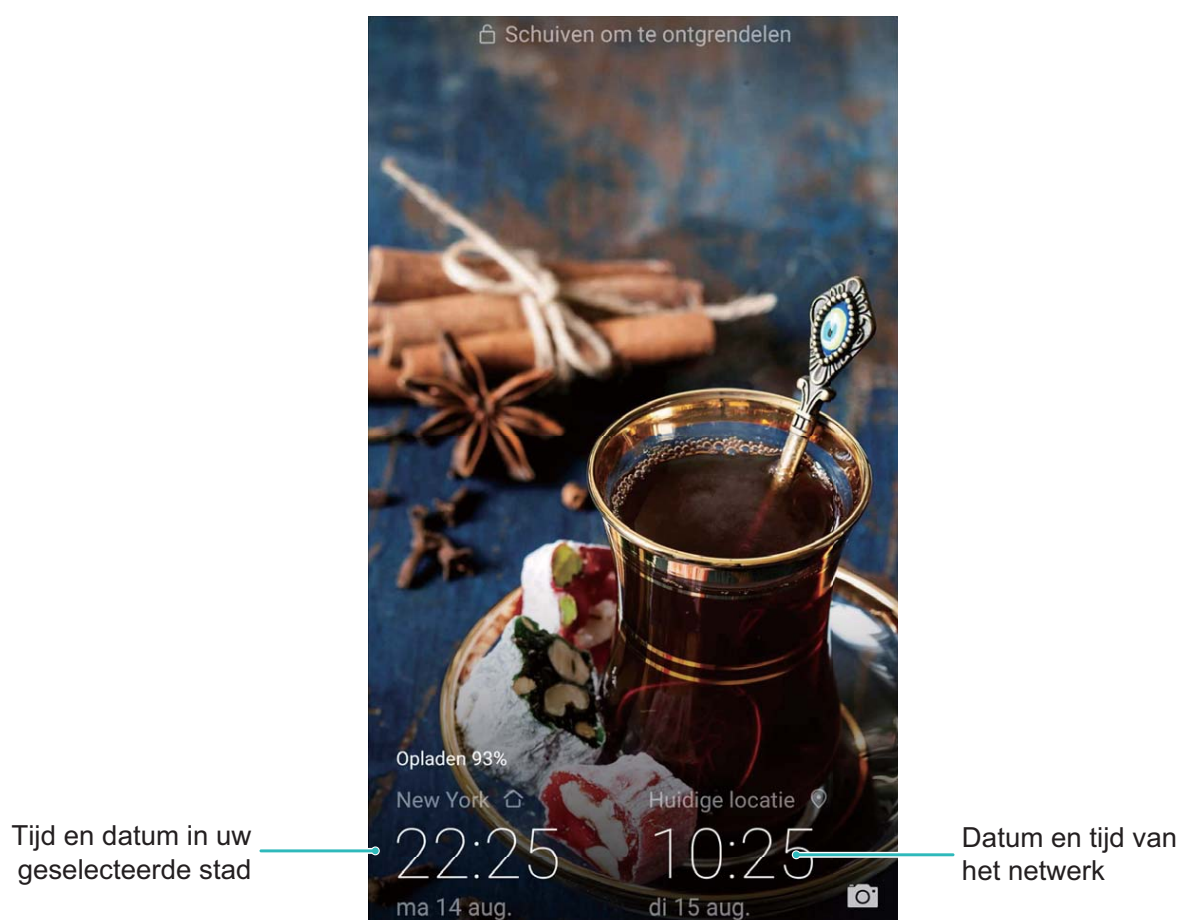 Schuiven om te ontgrendelen
Opladen 93%
New York
Huidige locatie
22:25
10:25
ma 14 aug.
di 15 aug.
Tijd en datum in uw
geselecteerde stad
Datum en tijd van
het netwerk